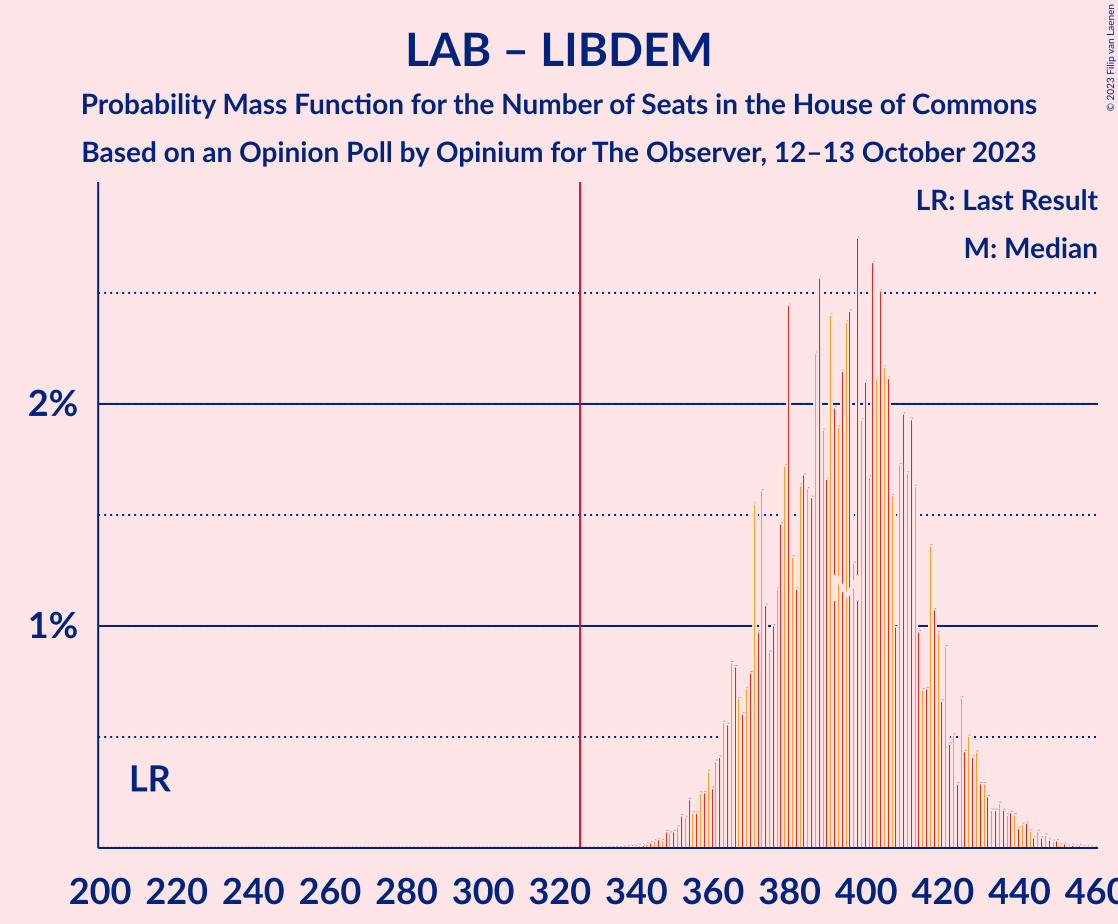 LAB – LIBDEM
Probability Mass Function for the Number of Seats in the House of Commons
Based on an Opinion Poll by Opinium for The Observer, 12–13 October 2023
© 2023 Filip van Laenen
LR: Last Result
M: Median
2%
1%
LR
M
200 220 240 260 280 300 320 340 360 380 400 420 440 460